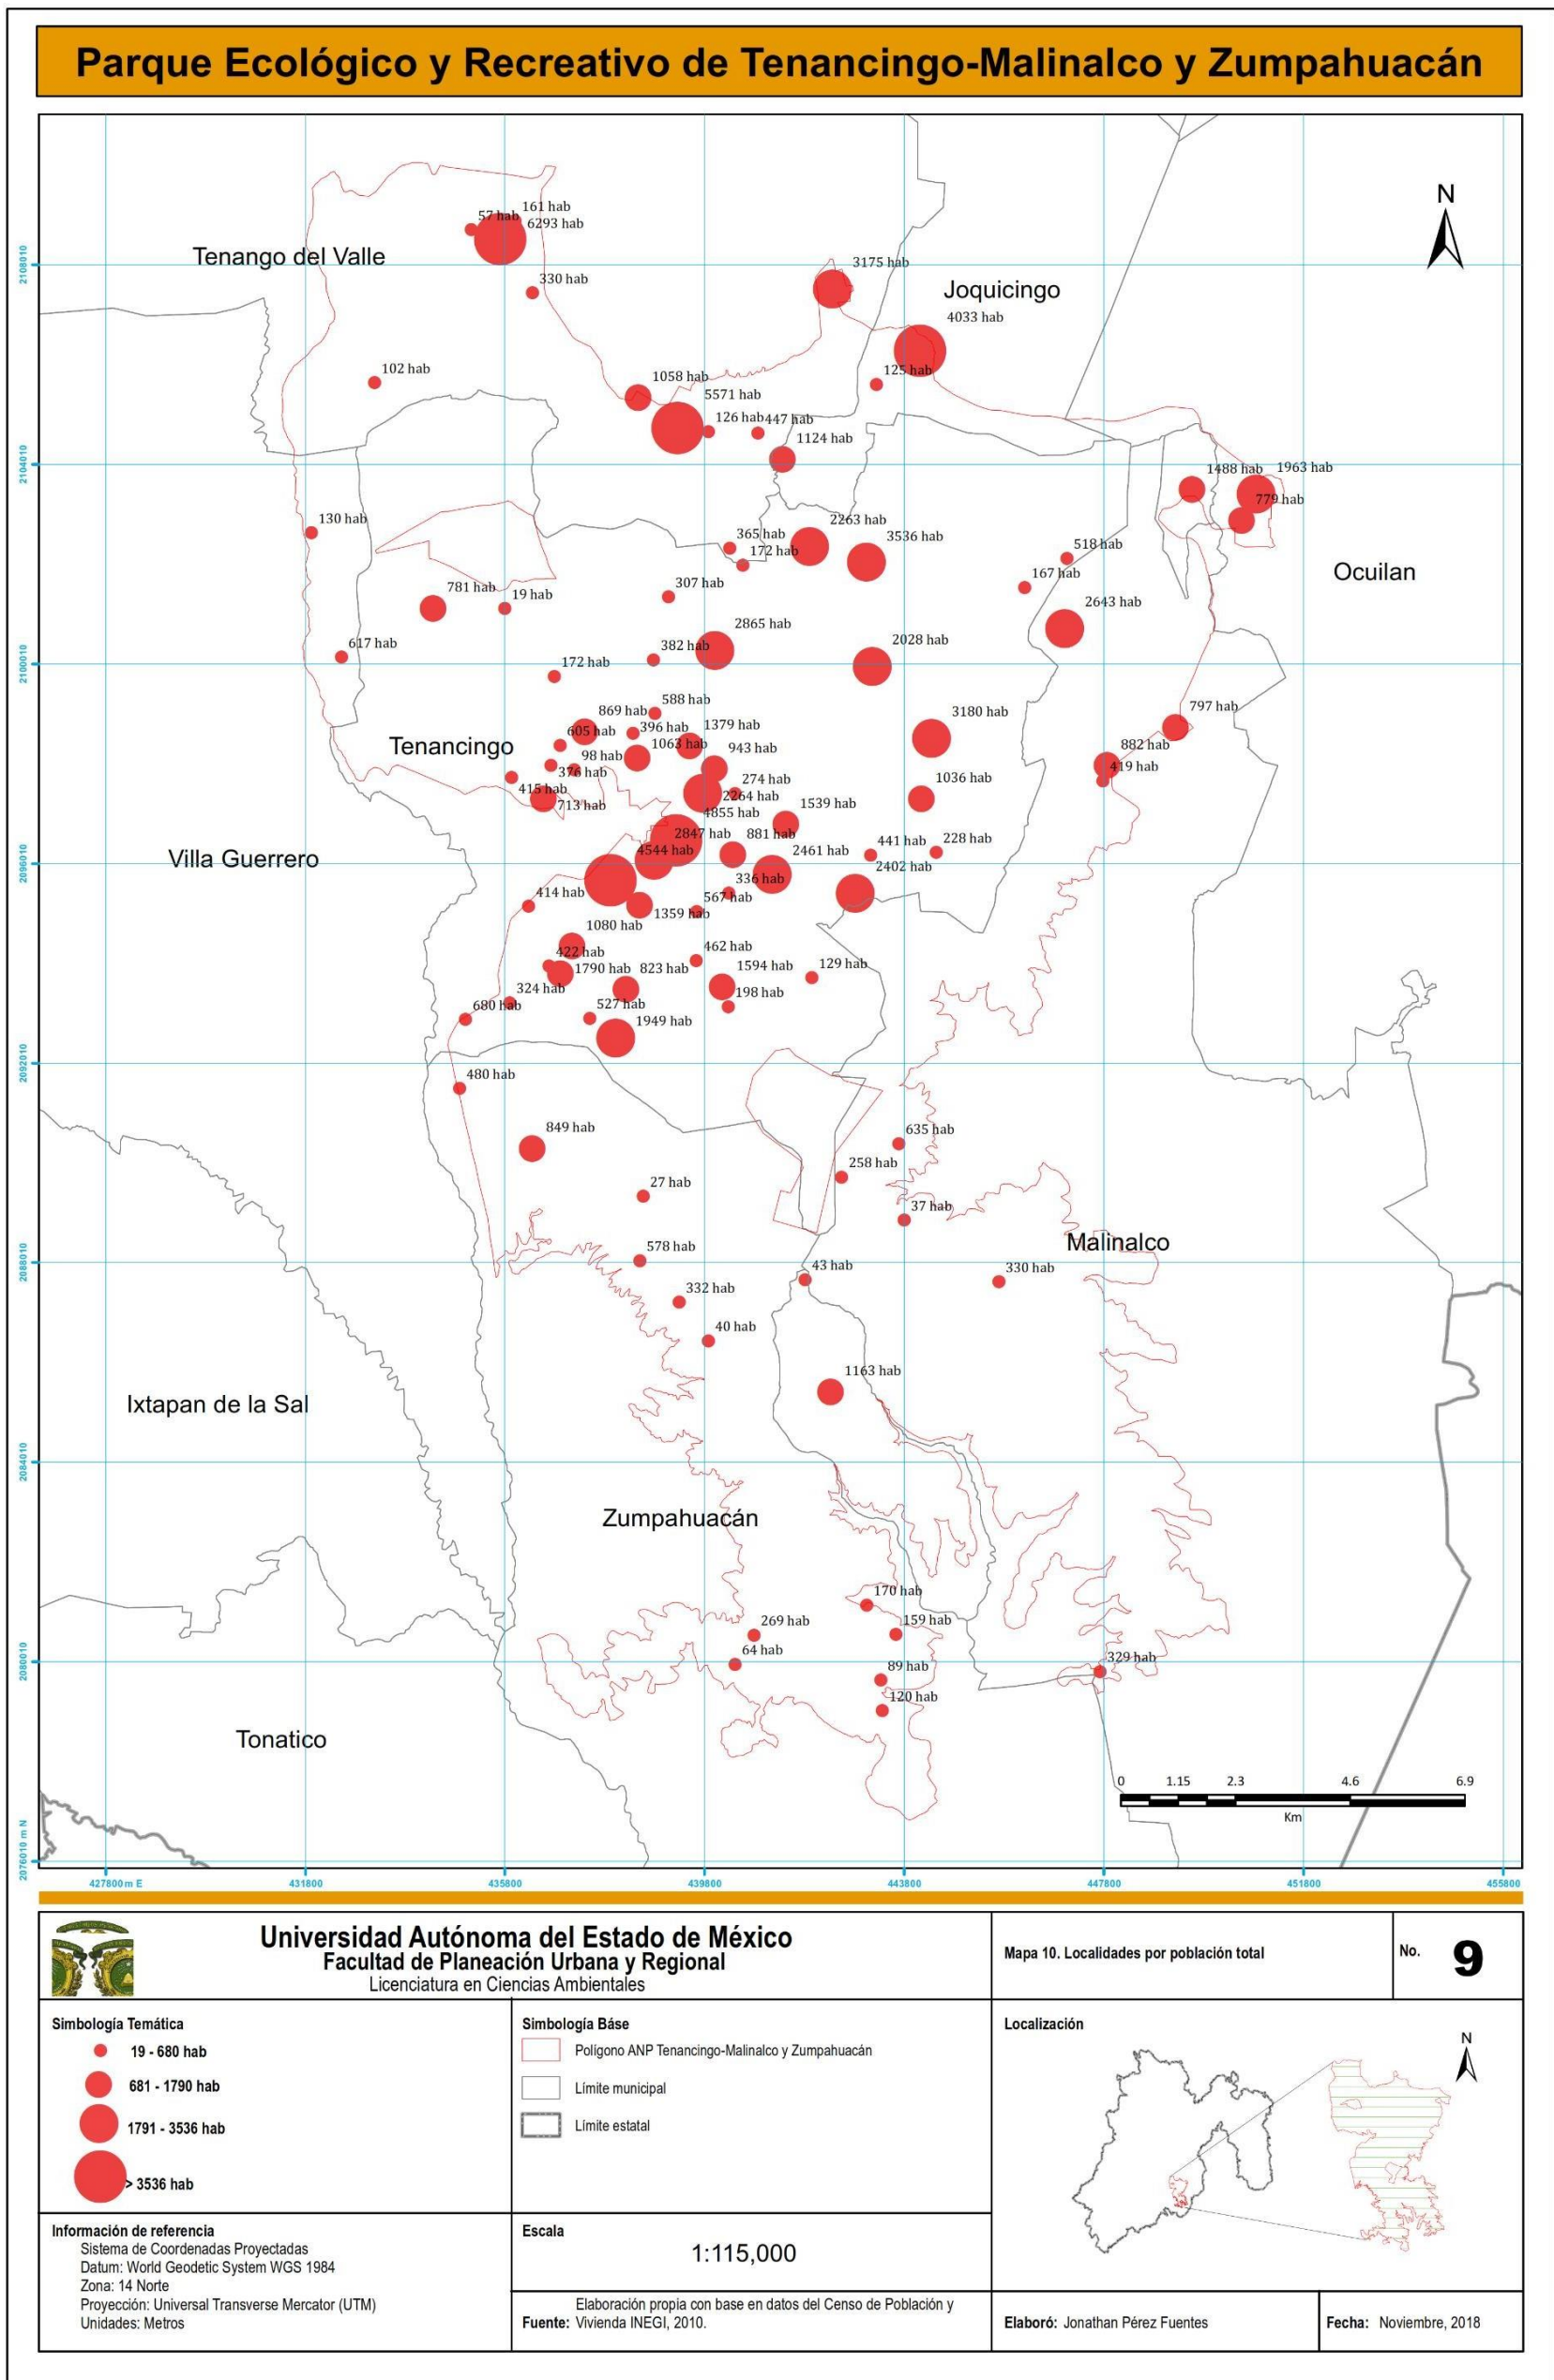 Parque Ecológico y Recreativo de Tenancingo-Malinalco y Zumpahuacán
N
161 hab
57 hab
6293 hab
Tenango del Valle
3175 hab
330 hab
Joquicingo
4033 hab
102 hab
1058 hab
125 hab
5571 hab
126 hab
447 hab
1124 hab
1488 hab
1963 hab
779 hab
130 hab
2263 hab
365 hab
3536 hab
172 hab
518 hab
Ocuilan
167 hab
307 hab
781 hab
19 hab
2643 hab
2865 hab
617 hab
382 hab
2028 hab
172 hab
588 hab
797 hab
869 hab
3180 hab
396 hab
1379 hab
605 hab
Tenancingo
1063 hab
943 hab
882 hab
98 hab
419 hab
376 hab
274 hab
1036 hab
415 hab
2264 hab
713 hab
1539 hab
4855 hab
2847 hab
881 hab
441 hab
228 hab
Villa Guerrero
4544 hab
2461 hab
2402 hab
336 hab
414 hab
567 hab
1359 hab
1080 hab
462 hab
422 hab
1790 hab
823 hab
1594 hab
129 hab
324 hab
198 hab
680 hab
527 hab
1949 hab
480 hab
849 hab
635 hab
258 hab
27 hab
37 hab
Malinalco
578 hab
43 hab
330 hab
332 hab
40 hab
1163 hab
Ixtapan de la Sal
Zumpahuacán
170 hab
269 hab
159 hab
64 hab
89 hab
329 hab
120 hab
Tonatico
0 1.15 2.3 4.6 6.9
Km
2108010
2104010
2100010
2096010
2092010
2088010
2084010
2080010
2076010 m N
427800 m E
431800
435800
439800
443800
447800
451800
455800
Universidad Autónoma del Estado de México
Facultad de Planeación Urbana y Regional
Licenciatura en Ciencias Ambientales
Mapa 10. Localidades por población total
No. 9
Simbología Temática
19 - 680 hab
681 - 1790 hab
1791 - 3536 hab
> 3536 hab
Simbología Báse
Polígono ANP Tenancingo-Malinalco y Zumpahuacán
Límite municipal
Límite estatal
Localización
N
Información de referencia
Sistema de Coordenadas Proyectadas
Datum: World Geodetic System WGS 1984
Zona: 14 Norte
Proyección: Universal Transverse Mercator (UTM)
Unidades: Metros
Escala
1:115,000
Elaboración propia con base en datos del Censo de Población y
Fuente: Vivienda INEGI, 2010.
Elaboró: Jonathan Pérez Fuentes
Fecha: Noviembre, 2018